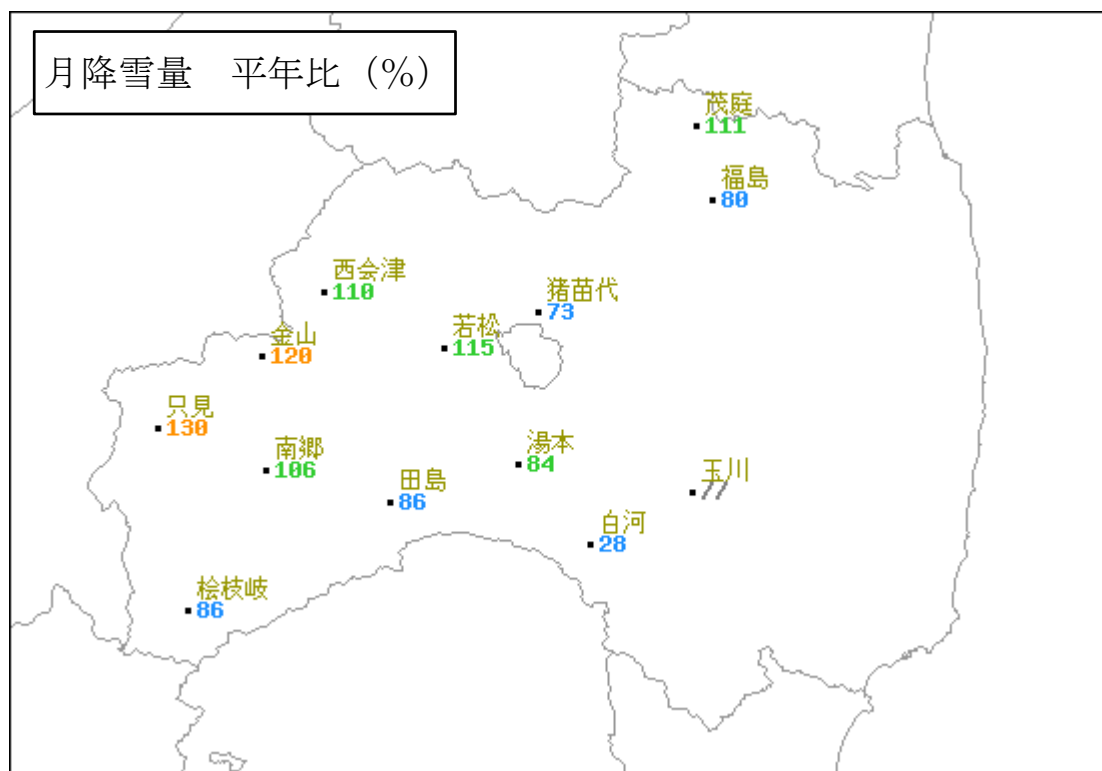 月降雪量　平年比（％）
茂庭
111
福島
80
西会津
110
猪苗代
73
金山
120
若松
115
只見
130
南郷
106
湯本
84
田島
86
玉川
//
白河
28
桧枝岐
86